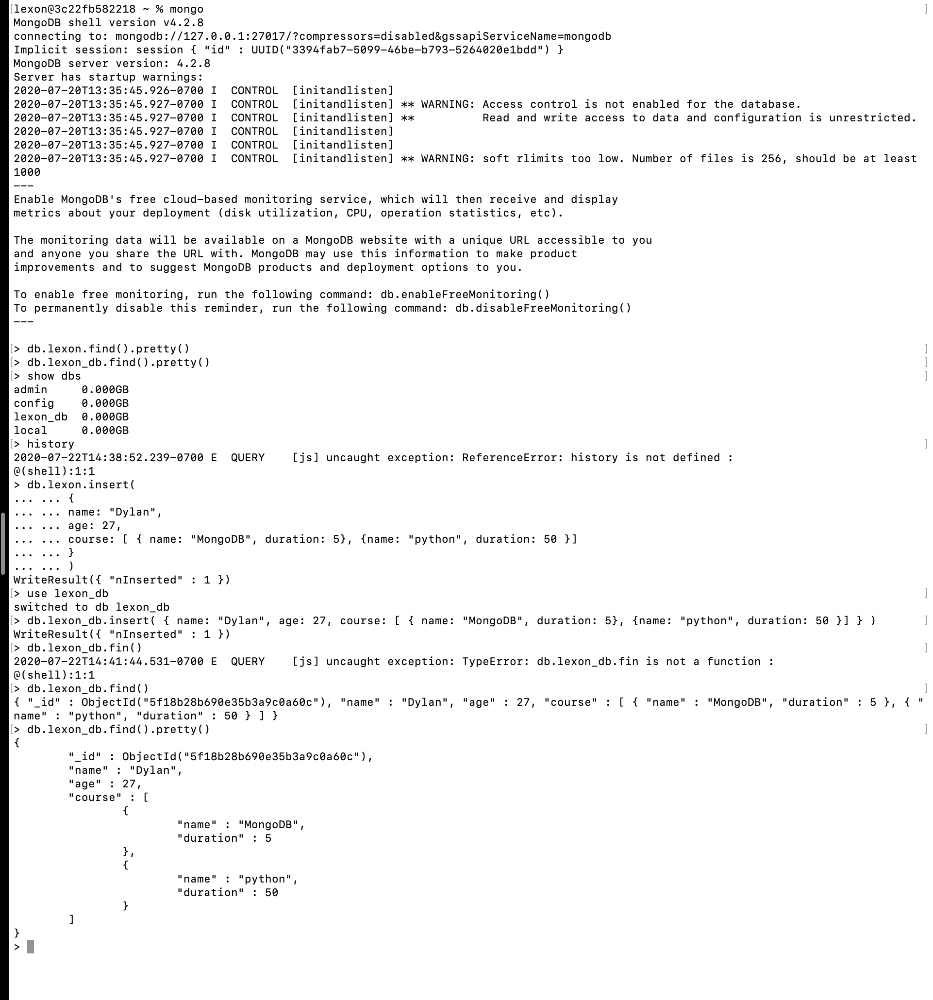 [lexon@3c22fb582218 ~ % mongo ]
MongoDB shell version v4.2.8
connecting to: mongodb://127.0.0.1:27017/?compressors=disabled&gssapiServiceName=mongodb
Implicit session: session { "id" : UUID("3394fab7-5099-46be-b793-5264020e1bdd") }
MongoDB server version: 4.2.8
Server has startup warnings:
2020-07-20T13:35:45.926-0700 I  CONTROL  [initandlisten]
2020-07-20T13:35:45.927-0700 I  CONTROL  [initandlisten] ** WARNING: Access control is not enabled for the database.
2020-07-20T13:35:45.927-0700 I  CONTROL  [initandlisten] **          Read and write access to data and configuration is unrestricted.
2020-07-20T13:35:45.927-0700 I  CONTROL  [initandlisten]
2020-07-20T13:35:45.927-0700 I  CONTROL  [initandlisten]
2020-07-20T13:35:45.927-0700 I  CONTROL  [initandlisten] ** WARNING: soft rlimits too low. Number of files is 256, should be at least
1000
---
Enable MongoDB's free cloud-based monitoring service, which will then receive and display
metrics about your deployment (disk utilization, CPU, operation statistics, etc).

The monitoring data will be available on a MongoDB website with a unique URL accessible to you
and anyone you share the URL with. MongoDB may use this information to make product
improvements and to suggest MongoDB products and deployment options to you.

To enable free monitoring, run the following command: db.enableFreeMonitoring()
To permanently disable this reminder, run the following command: db.disableFreeMonitoring()
---

[> db.lexon.find().pretty() ]
[> db.lexon_db.find().pretty() ]
[> show dbs ]
admin     0.000GB
config    0.000GB
lexon_db  0.000GB
local     0.000GB
[> history ]
2020-07-22T14:38:52.239-0700 E  QUERY    [js] uncaught exception: ReferenceError: history is not defined :
@(shell):1:1
> db.lexon.insert(
... ... {
... ... name: "Dylan",
... ... age: 27,
... ... course: [ { name: "MongoDB", duration: 5}, {name: "python", duration: 50 }]
... ... }
... ... )
WriteResult({ "nInserted" : 1 })
[> use lexon_db ]
switched to db lexon_db
[> db.lexon_db.insert( { name: "Dylan", age: 27, course: [ { name: "MongoDB", duration: 5}, {name: "python", duration: 50 }] } ) ]
WriteResult({ "nInserted" : 1 })
[> db.lexon_db.fin() ]
2020-07-22T14:41:44.531-0700 E  QUERY    [js] uncaught exception: TypeError: db.lexon_db.fin is not a function :
@(shell):1:1
[> db.lexon_db.find() ]
{ "_id" : ObjectId("5f18b28b690e35b3a9c0a60c"), "name" : "Dylan", "age" : 27, "course" : [ { "name" : "MongoDB", "duration" : 5 }, { "
name" : "python", "duration" : 50 } ] }
[> db.lexon_db.find().pretty() ]
{
        "_id" : ObjectId("5f18b28b690e35b3a9c0a60c"),
        "name" : "Dylan",
        "age" : 27,
        "course" : [
                {
                        "name" : "MongoDB",
                        "duration" : 5
                },
                {
                        "name" : "python",
                        "duration" : 50
                }
        ]
}
>